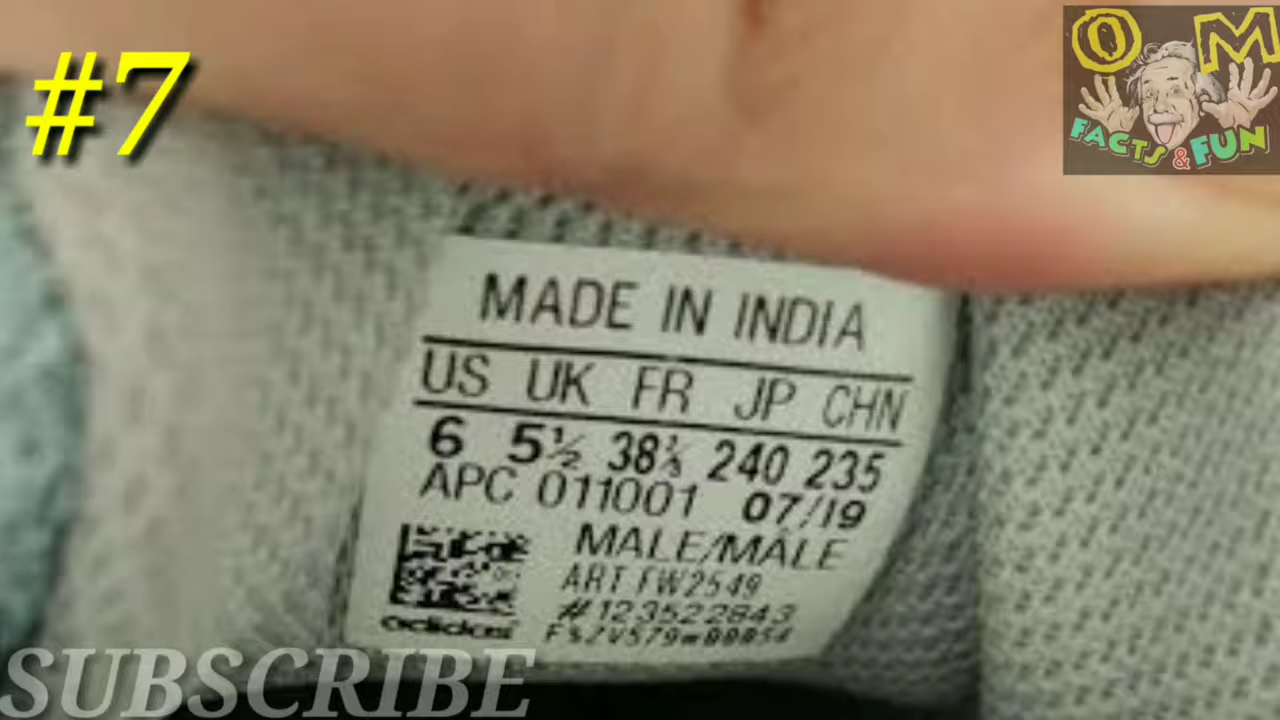 #7
O M
FACTS & FUN
MADE IN INDIA
US UK FR JP CHN
6 5½ 38⅔ 240 235
APC 011001 07/19
MALE/MÂLE
ART FW2549
#123522843
adidas
SUBSCRIBE